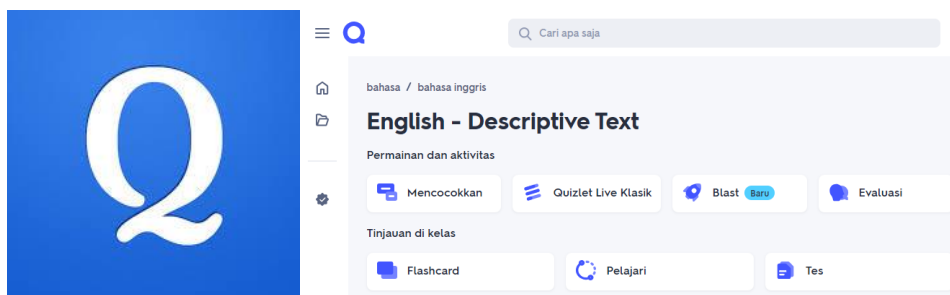 Q
Cari apa saja
bahasa / bahasa inggris
English - Descriptive Text
Permainan dan aktivitas
Mencocokkan Quizlet Live Klasik Blast Baru Evaluasi
Tinjauan di kelas
Flashcard Pelajari Tes